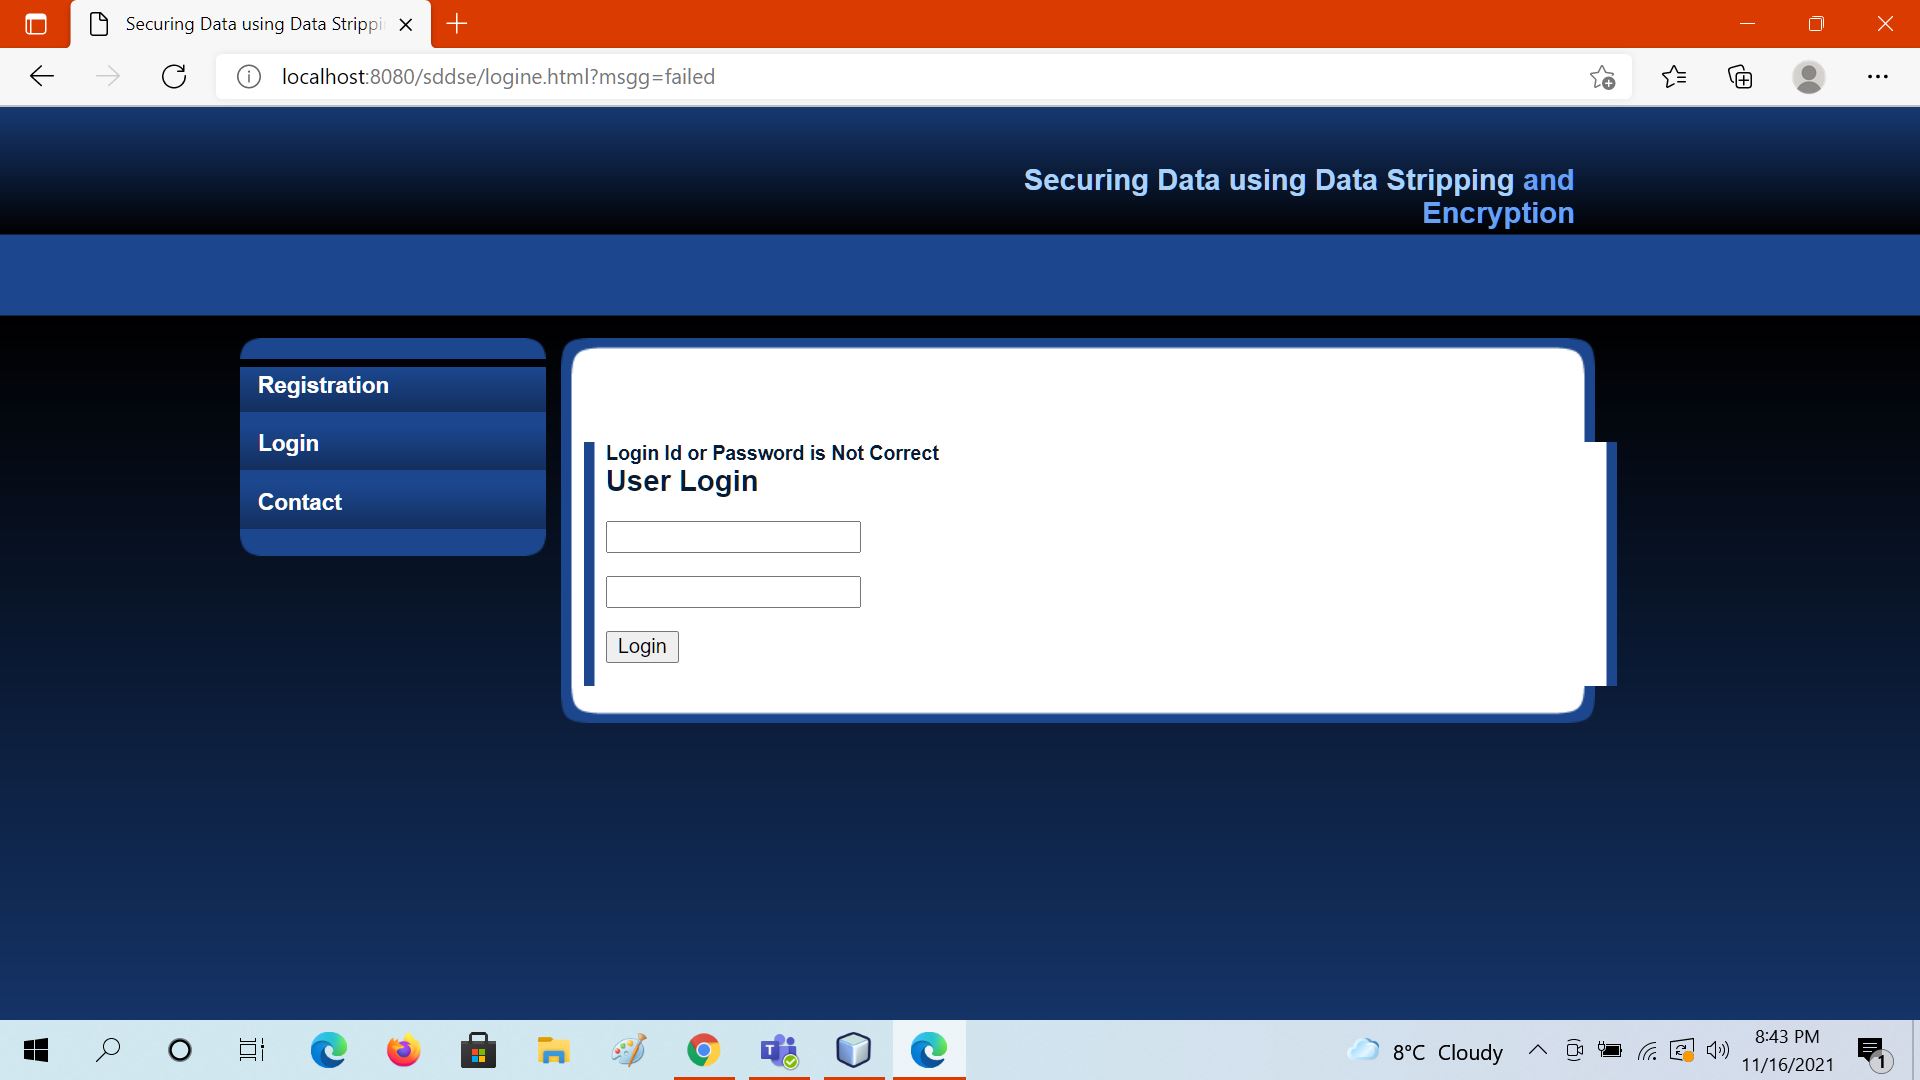 Securing Data using Data Strippi
localhost:8080/sddse/logine.html?msgg=failed
Securing Data using Data Stripping and
Encryption
Registration
Login
Contact
Login Id or Password is Not Correct
User Login
Login
8°C Cloudy
8:43 PM
11/16/2021
1